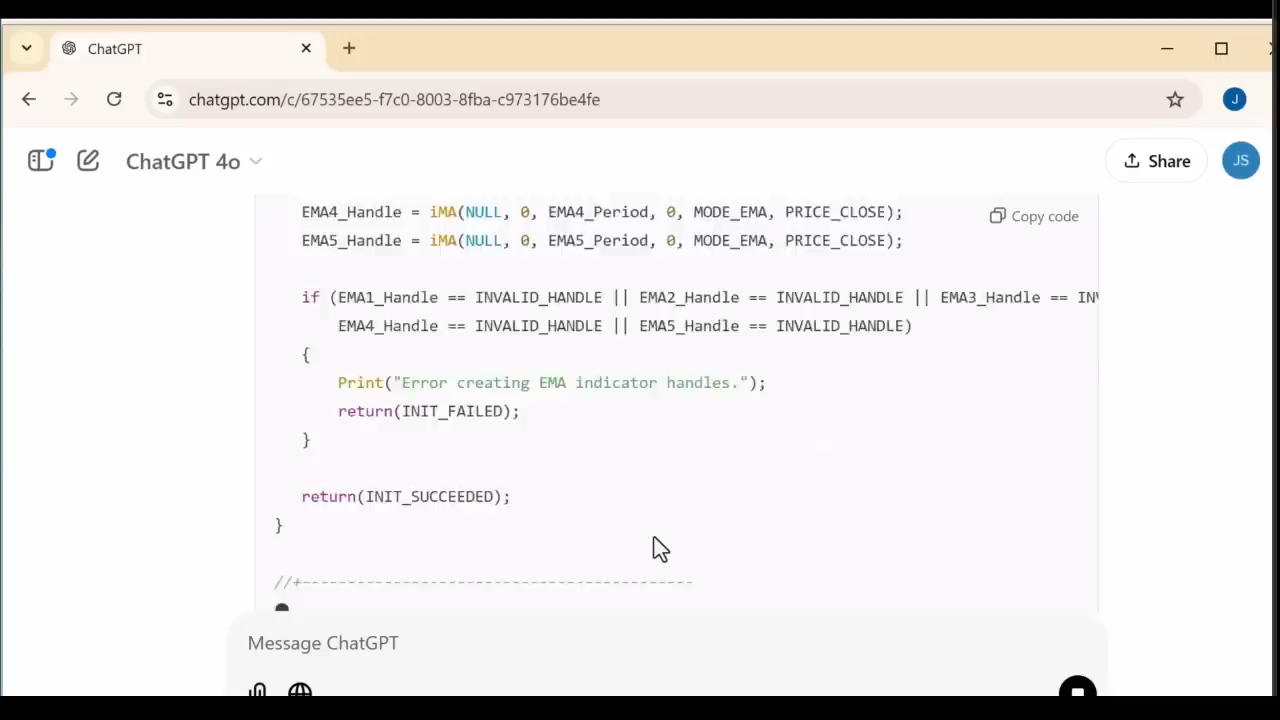 ChatGPT
chatgpt.com/c/67535ee5-f7c0-8003-8fba-c973176be4fe
J
ChatGPT 4o
Share
JS
EMA4_Handle = iMA(NULL, 0, EMA4_Period, 0, MODE_EMA, PRICE_CLOSE);
Copy code
EMA5_Handle = iMA(NULL, 0, EMA5_Period, 0, MODE_EMA, PRICE_CLOSE);
if (EMA1_Handle == INVALID_HANDLE || EMA2_Handle == INVALID_HANDLE || EMA3_Handle == INV
EMA4_Handle == INVALID_HANDLE || EMA5_Handle == INVALID_HANDLE)
{
Print("Error creating EMA indicator handles.");
return(INIT_FAILED);
}
return(INIT_SUCCEEDED);
}
//+-------------------------------------------
Message ChatGPT